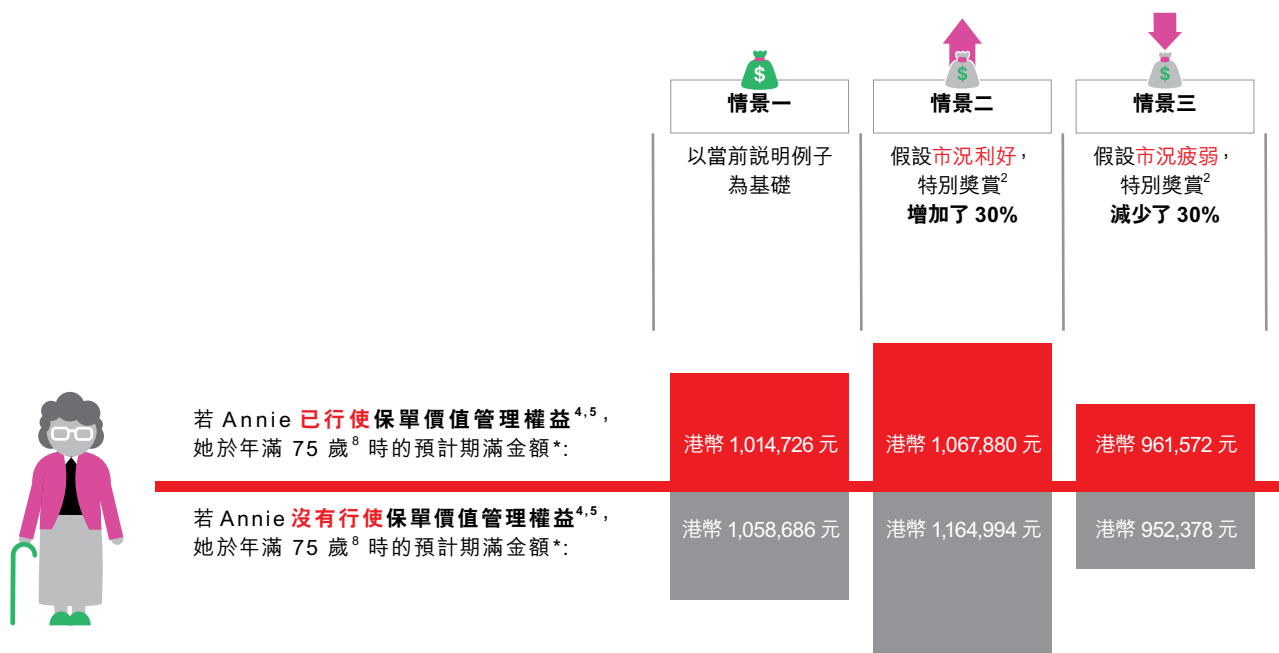 $ $ $
情景一 情景二 情景三
以當前説明例子 假設市況利好， 假設市況疲弱，
為基礎 特別獎賞2 特別獎賞2
增加了 30% 減少了 30%
若 Annie 已行使保單價值管理權益4,5，
她於年滿 75 歲8 時的預計期滿金額*:
港幣 1,014,726 元 港幣 1,067,880 元 港幣 961,572 元
若 Annie 沒有行使保單價值管理權益4,5，
她於年滿 75 歲8 時的預計期滿金額*:
港幣 1,058,686 元 港幣 1,164,994 元 港幣 952,378 元